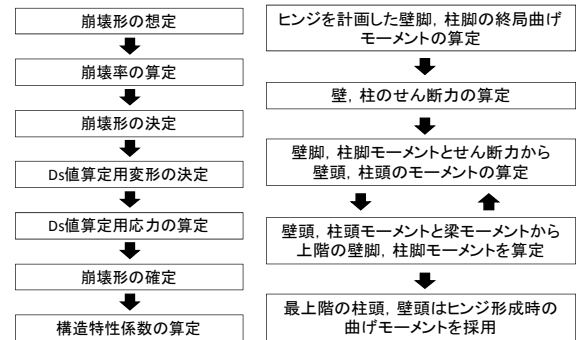 崩壊形の想定
崩壊率の算定
崩壊形の決定
Ds値算定用変形の決定
Ds値算定用応力の算定
崩壊形の確定
構造特性係数の算定
ヒンジを計画した壁脚, 柱脚の終局曲げ
モーメントの算定
壁, 柱のせん断力の算定
壁脚, 柱脚モーメントとせん断力から
壁頭, 柱頭のモーメントの算定
壁頭, 柱頭モーメントと梁モーメントから
上階の壁脚, 柱脚モーメントを算定
最上階の柱頭, 壁頭はヒンジ形成時の
曲げモーメントを採用